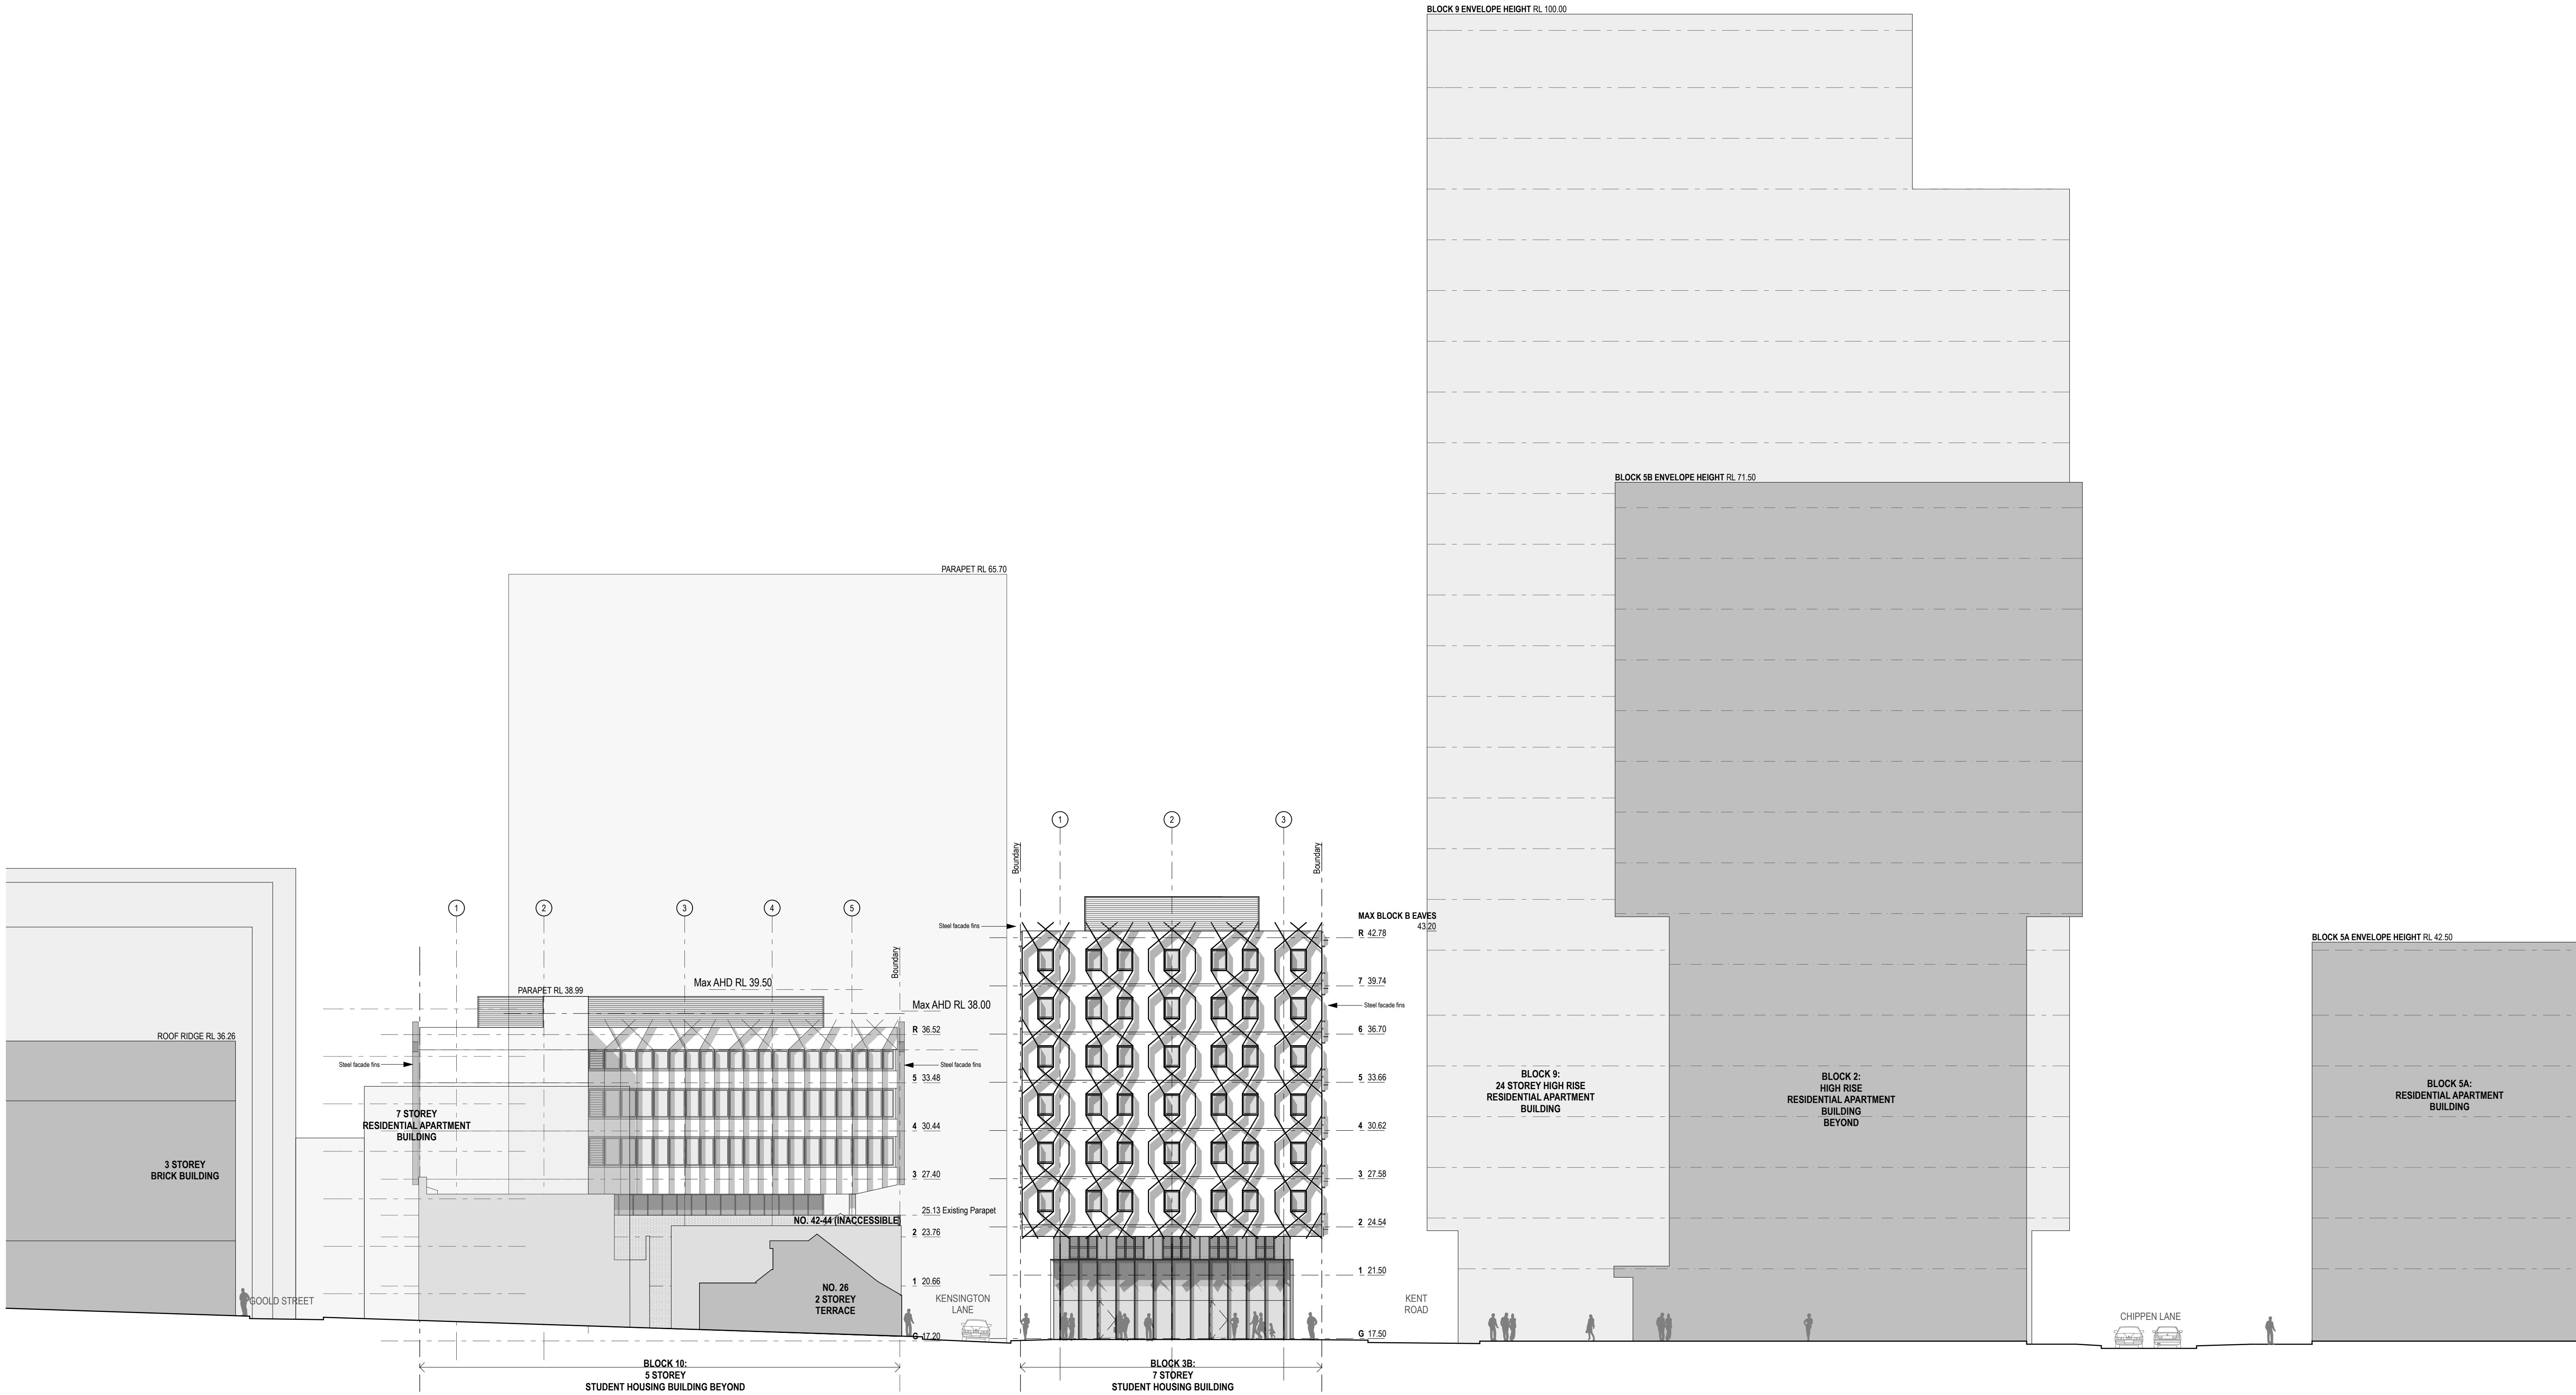 BLOCK 9 ENVELOPE HEIGHT RL 100.00
BLOCK 5B ENVELOPE HEIGHT RL 71.50
PARAPET RL 65.70
1
2
3
Boundary
Boundary
1
2
3
4
5
Steel facade fins
MAX BLOCK B EAVES
43.20
R 42.78
BLOCK 5A ENVELOPE HEIGHT RL 42.50
Boundary
Max AHD RL 39.50
PARAPET RL 38.99
7 39.74
Max AHD RL 38.00
Steel facade fins
R 36.52
6 36.70
ROOF RIDGE RL 36.26
Steel facade fins
Steel facade fins
5 33.48
5 33.66
BLOCK 9:
24 STOREY HIGH RISE
RESIDENTIAL APARTMENT
BUILDING
BLOCK 2:
HIGH RISE
RESIDENTIAL APARTMENT
BUILDING
BEYOND
BLOCK 5A:
RESIDENTIAL APARTMENT
BUILDING
7 STOREY
RESIDENTIAL APARTMENT
BUILDING
4 30.44
4 30.62
3 STOREY
BRICK BUILDING
3 27.40
3 27.58
25.13 Existing Parapet
NO. 42-44 (INACCESSIBLE)
2 23.76
2 24.54
1 20.66
1 21.50
NO. 26
2 STOREY
TERRACE
GOOLD STREET
KENSINGTON
LANE
KENT
ROAD
CHIPPEN LANE
G 17.20
G 17.50
BLOCK 10:
5 STOREY
STUDENT HOUSING BUILDING BEYOND
BLOCK 3B:
7 STOREY
STUDENT HOUSING BUILDING